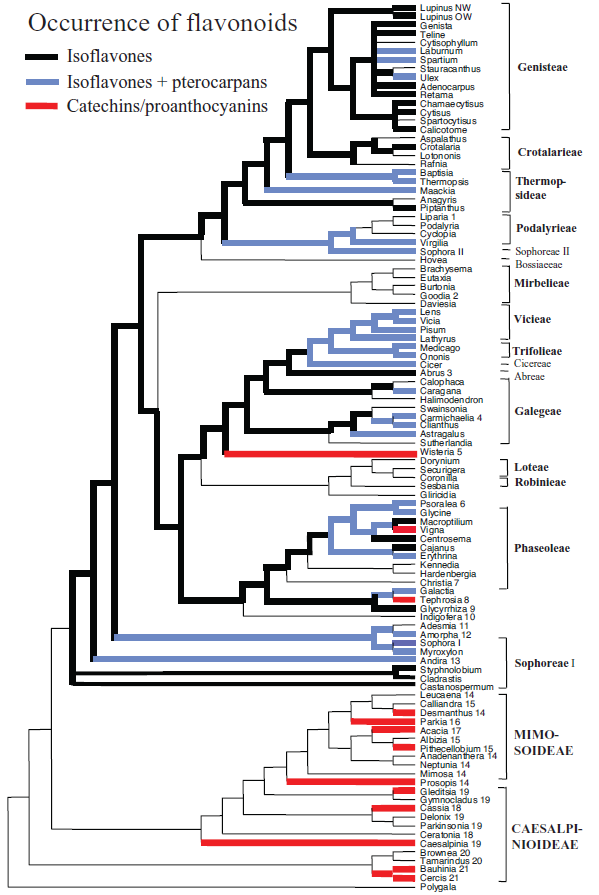 Occurrence of flavonoids
Isoflavones
Isoflavones + pterocarpans
Catechins/proanthocyanins
Lupinus NW
Lupinus OW
Genista
Teline
Cytisophyllum
Laburnum
Spartium
Stauracanthus
Ulex
Adenocarpus
Retama
Chamaecytisus
Cytisus
Spartocytisus
Calicotome
Genisteae
Aspalathus
Crotalaria
Lotononis
Rafnia
Crotalarieae
Baptisia
Thermopsis
Maackia
Anagyris
Piptanthus
Thermop-
sideae
Liparia 1
Podalyria
Cyclopia
Virgilia
Podalyrieae
Sophora II
Sophoreae II
Hovea
Bossiaeeae
Brachysema
Eutaxia
Burtonia
Goodia 2
Daviesia
Mirbelieae
Lens
Vicia
Pisum
Lathyrus
Vicieae
Medicago
Ononis
Trifolieae
Cicer
Cicereae
Abrus 3
Abreae
Calophaca
Caragana
Halimodendron
Swainsonia
Carmichaelia 4
Clianthus
Astragalus
Sutherlandia
Galegeae
Wisteria 5
Dorynium
Securigera
Coronilla
Loteae
Sesbania
Robinieae
Gliricidia
Psoralea 6
Glycine
Macroptilium
Vigna
Centrosema
Cajanus
Erythrina
Kennedia
Hardenbergia
Christia 7
Phaseoleae
Galactia
Tephrosia 8
Glycyrrhiza 9
Indigofera 10
Adesmia 11
Amorpha 12
Sophora I
Myroxylon
Andira 13
Styphnolobium
Cladrastis
Castanospermum
Sophoreae I
Leucaena 14
Calliandra 15
Desmanthus 14
Parkia 16
Acacia 17
Albizia 15
Pithecellobium 15
Anadenanthera 14
Neptunia 14
Mimosa 14
Prosopis 14
MIMO-
SOIDEAE
Gleditsia 19
Gymnocladus 19
Cassia 18
Delonix 19
Parkinsonia 19
Ceratonia 18
Caesalpinia 19
Brownea 20
Tamarindus 20
Bauhinia 21
Cercis 21
CAESALPI-
NIOIDEAE
Polygala